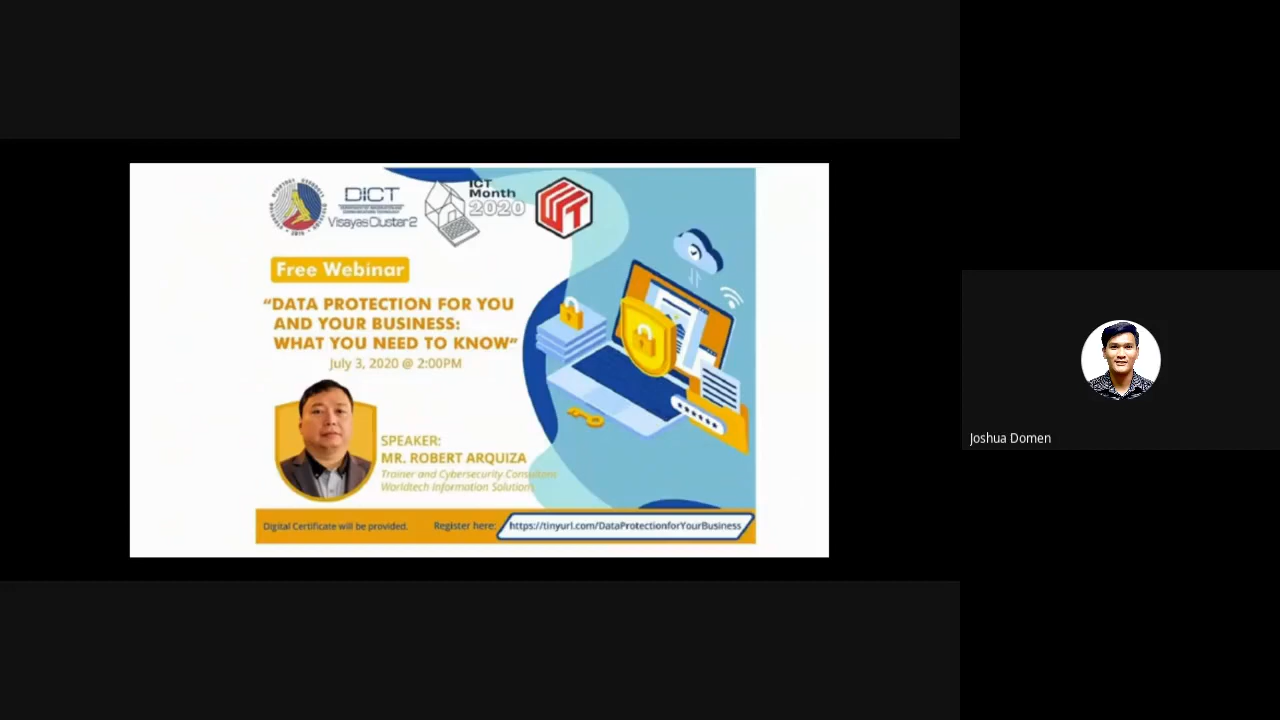 DICT
Visayas Cluster 2
ICT
Month
2020
Free Webinar
“DATA PROTECTION FOR YOU
AND YOUR BUSINESS:
WHAT YOU NEED TO KNOW”
July 3, 2020 @ 2:00PM
SPEAKER:
MR. ROBERT ARQUIZA
Trainer and Cybersecurity Consultant
Worldtech Information Solutions
Digital Certificate will be provided.
Register here:
https://tinyurl.com/DataProtectionforYourBusiness
Joshua Domen